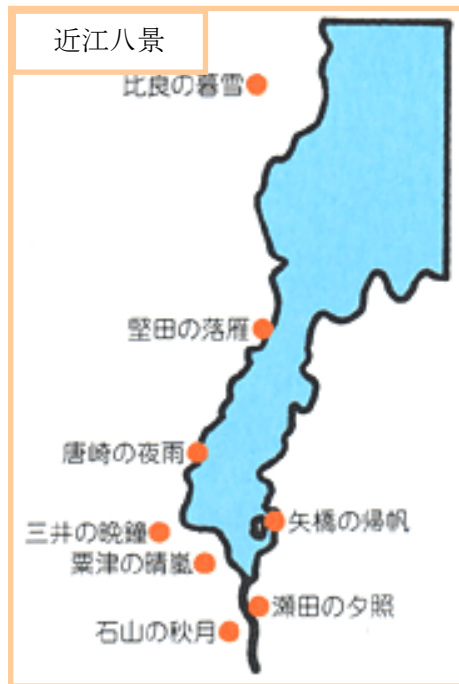 近江八景
比良の暮雪
堅田の落雁
唐崎の夜雨
矢橋の帰帆
三井の晩鐘
粟津の晴嵐
瀬田の夕照
石山の秋月